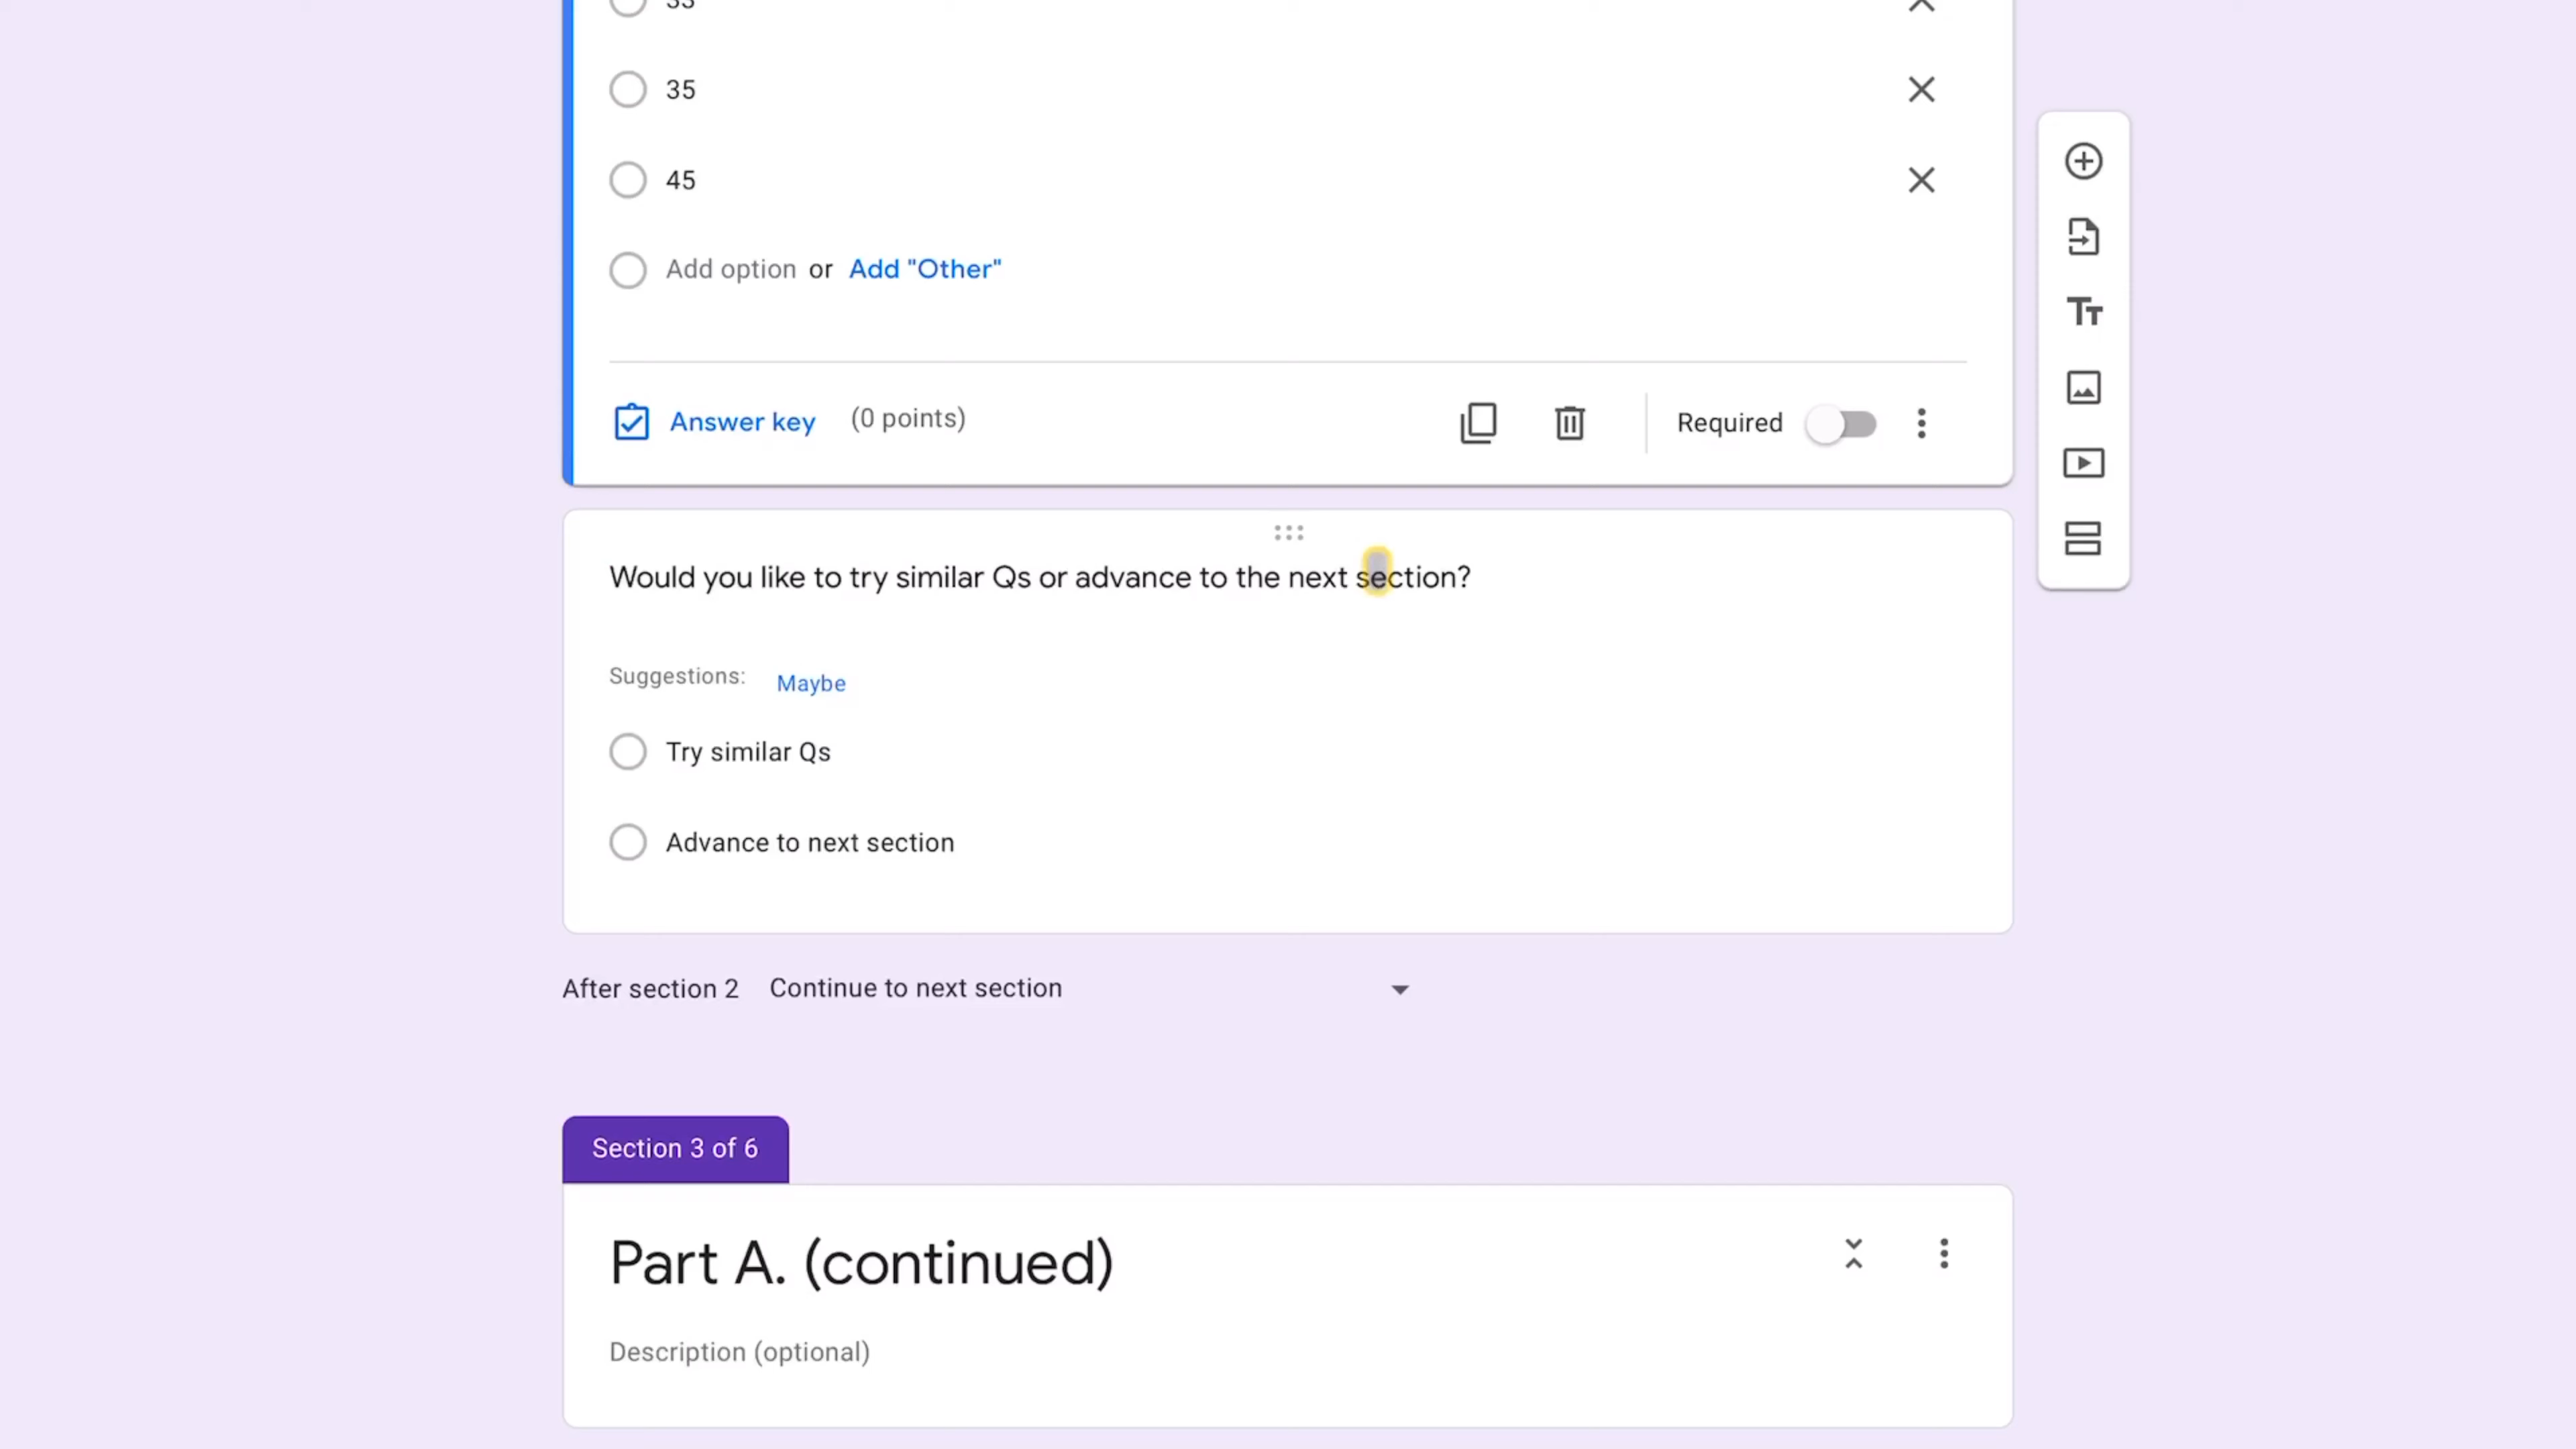 35
45
Add option or Add "Other"
Answer key (0 points) Required
Would you like to try similar Qs or advance to the next section?
Suggestions: Maybe
Try similar Qs
Advance to next section
After section 2 Continue to next section
Section 3 of 6
Part A. (continued)
Description (optional)